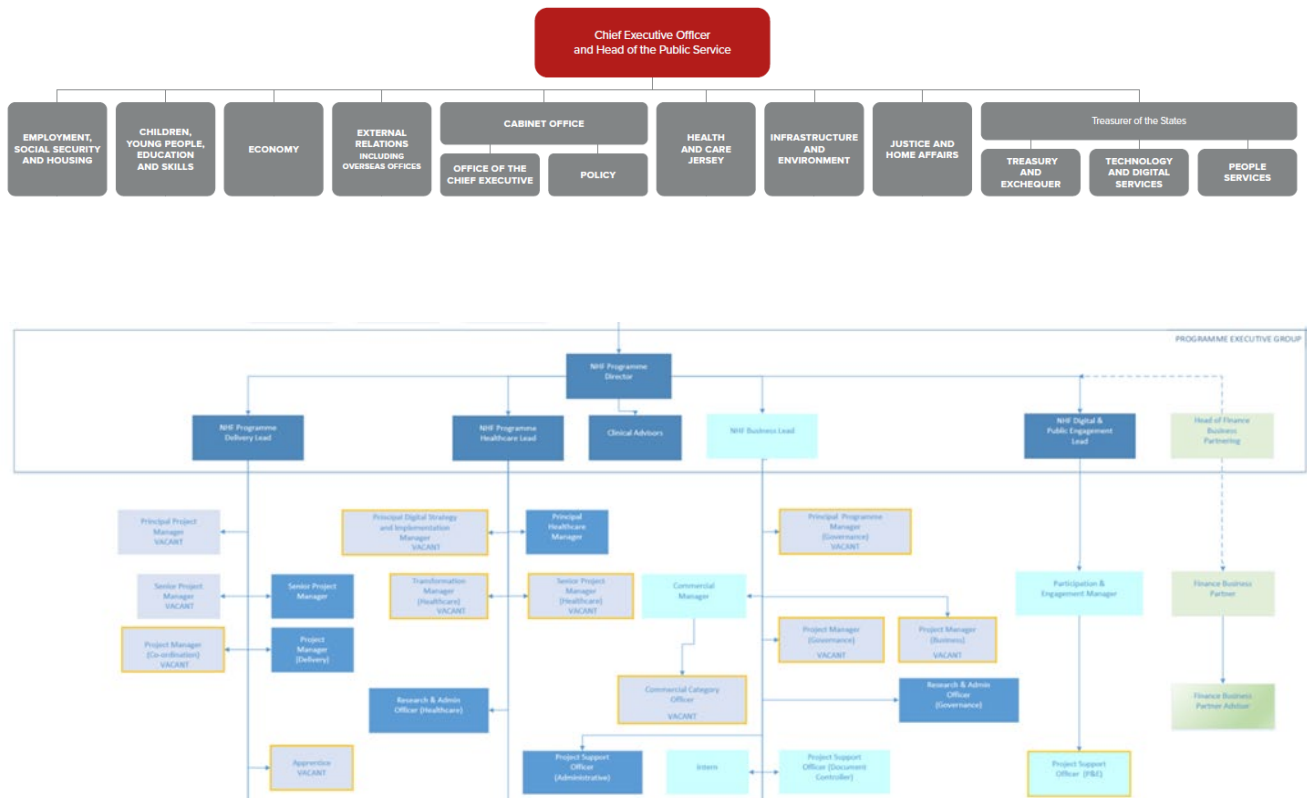 Chief Executive Officer
and Head of the Public Service
EMPLOYMENT,
SOCIAL SECURITY
AND HOUSING
CHILDREN,
YOUNG PEOPLE,
EDUCATION
AND SKILLS
ECONOMY
EXTERNAL
RELATIONS
INCLUDING
OVERSEAS OFFICES
CABINET OFFICE
OFFICE OF THE
CHIEF EXECUTIVE
POLICY
HEALTH
AND CARE
JERSEY
INFRASTRUCTURE
AND
ENVIRONMENT
JUSTICE AND
HOME AFFAIRS
Treasurer of the States
TREASURY
AND
EXCHEQUER
TECHNOLOGY
AND DIGITAL
SERVICES
PEOPLE
SERVICES
PROGRAMME EXECUTIVE GROUP
NHF Programme
Director
NHF Programme
Delivery Lead
NHF Programme
Healthcare Lead
Clinical Advisors
NHF Business Lead
NHF Digital &
Public Engagement
Lead
Head of Finance
Business
Partnering
Principal Project
Manager
VACANT
Principal Digital Strategy
and Implementation
Manager
VACANT
Principal
Healthcare
Manager
Principal Programme
Manager
(Governance)
VACANT
Senior Project
Manager
VACANT
Senior Project
Manager
Transformation
Manager
(Healthcare)
VACANT
Senior Project
Manager
(Healthcare)
VACANT
Commercial
Manager
Participation &
Engagement Manager
Finance Business
Partner
Project Manager
(Co-ordination)
VACANT
Project
Manager
(Delivery)
Project Manager
(Governance)
VACANT
Project Manager
(Business)
VACANT
Research & Admin
Officer (Healthcare)
Commercial Category
Officer
VACANT
Research & Admin
Officer
(Governance)
Finance Business
Partner Advisor
Apprentice
VACANT
Project Support
Officer
(Administrative)
Intern
Project Support
Officer (Document
Controller)
Project Support
Officer (P&E)